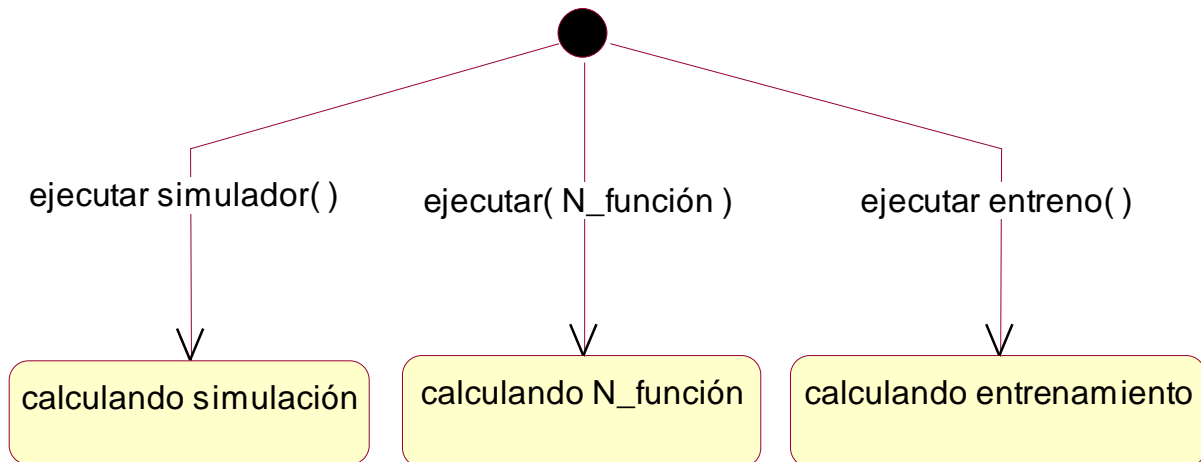 ejecutar simulador( )
ejecutar( N_función )
ejecutar entreno( )
calculando simulación
calculando N_función
calculando entrenamiento